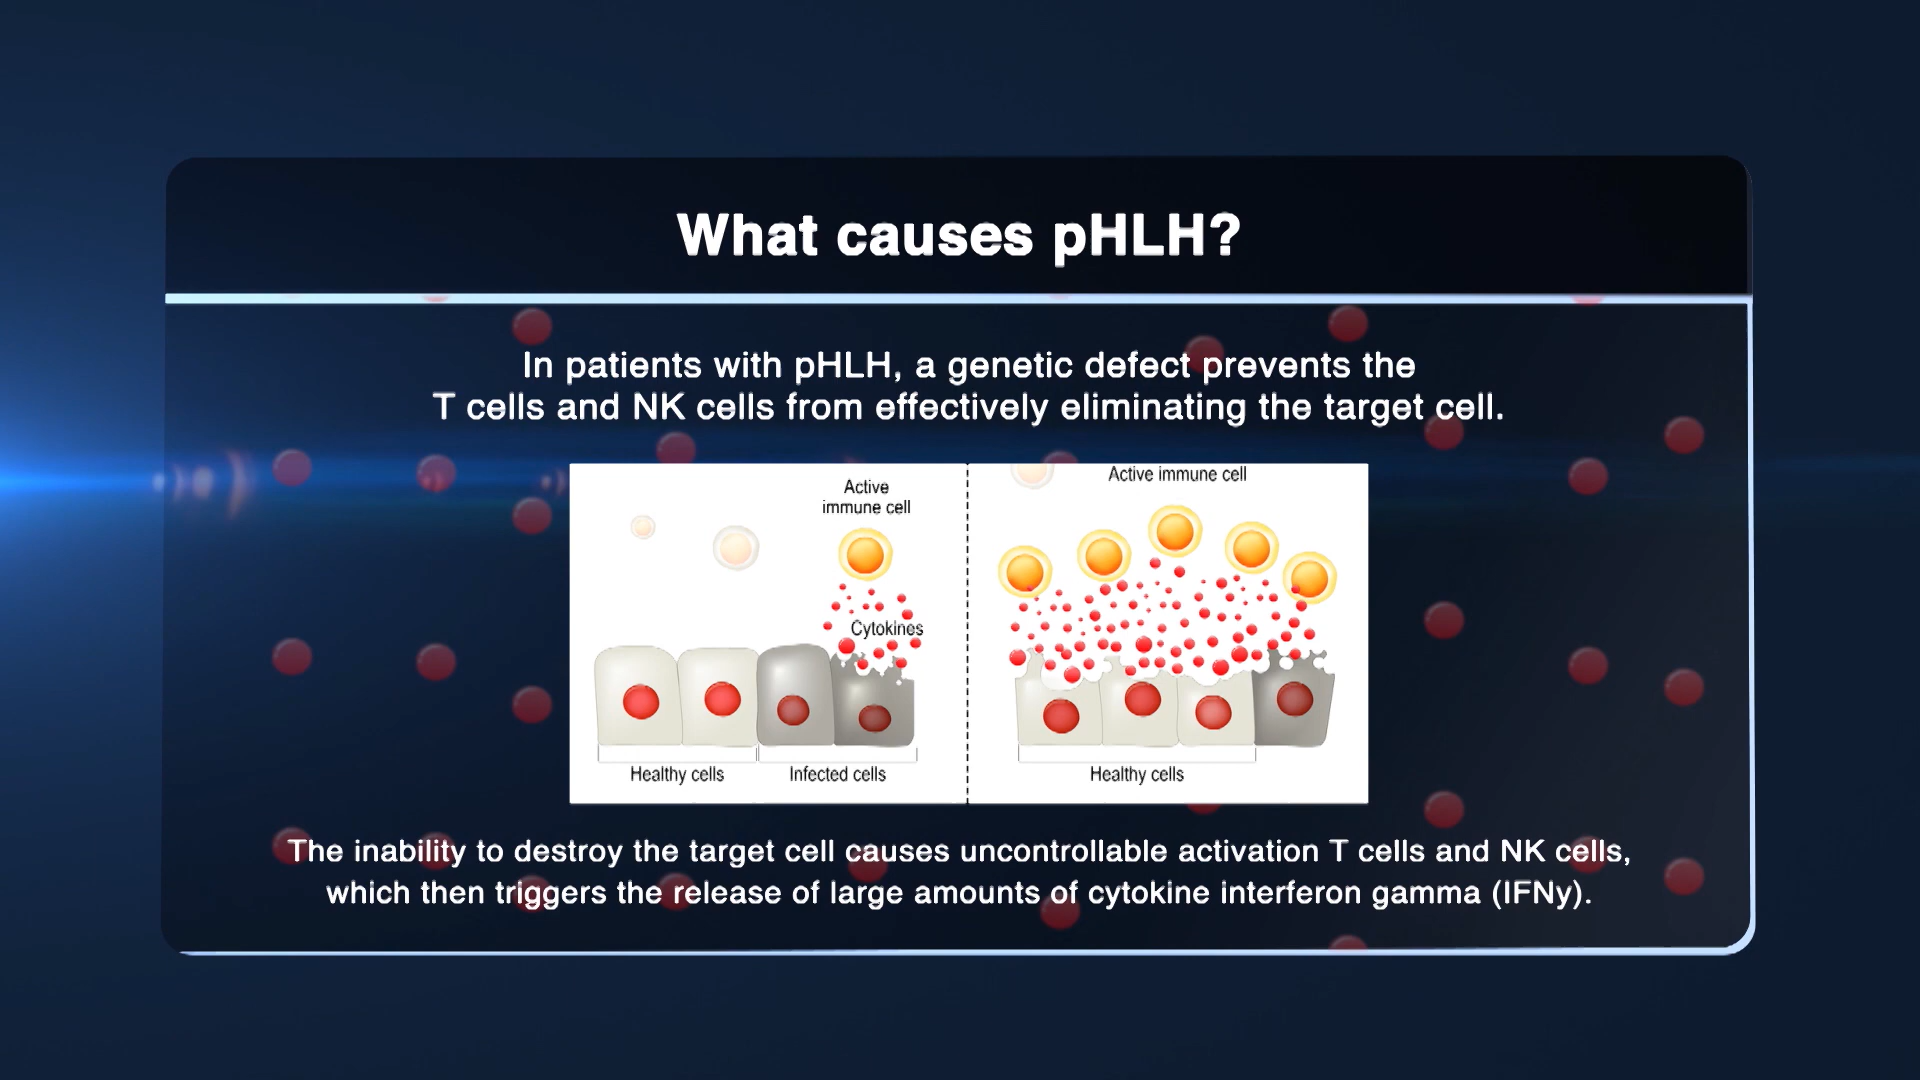 What causes pHLH?
In patients with pHLH, a genetic defect prevents the
T cells and NK cells from effectively eliminating the target cell.
Active
immune cell
Cytokines
Healthy cells
Infected cells
Active immune cell
Healthy cells
The inability to destroy the target cell causes uncontrollable activation T cells and NK cells,
which then triggers the release of large amounts of cytokine interferon gamma (IFNy).